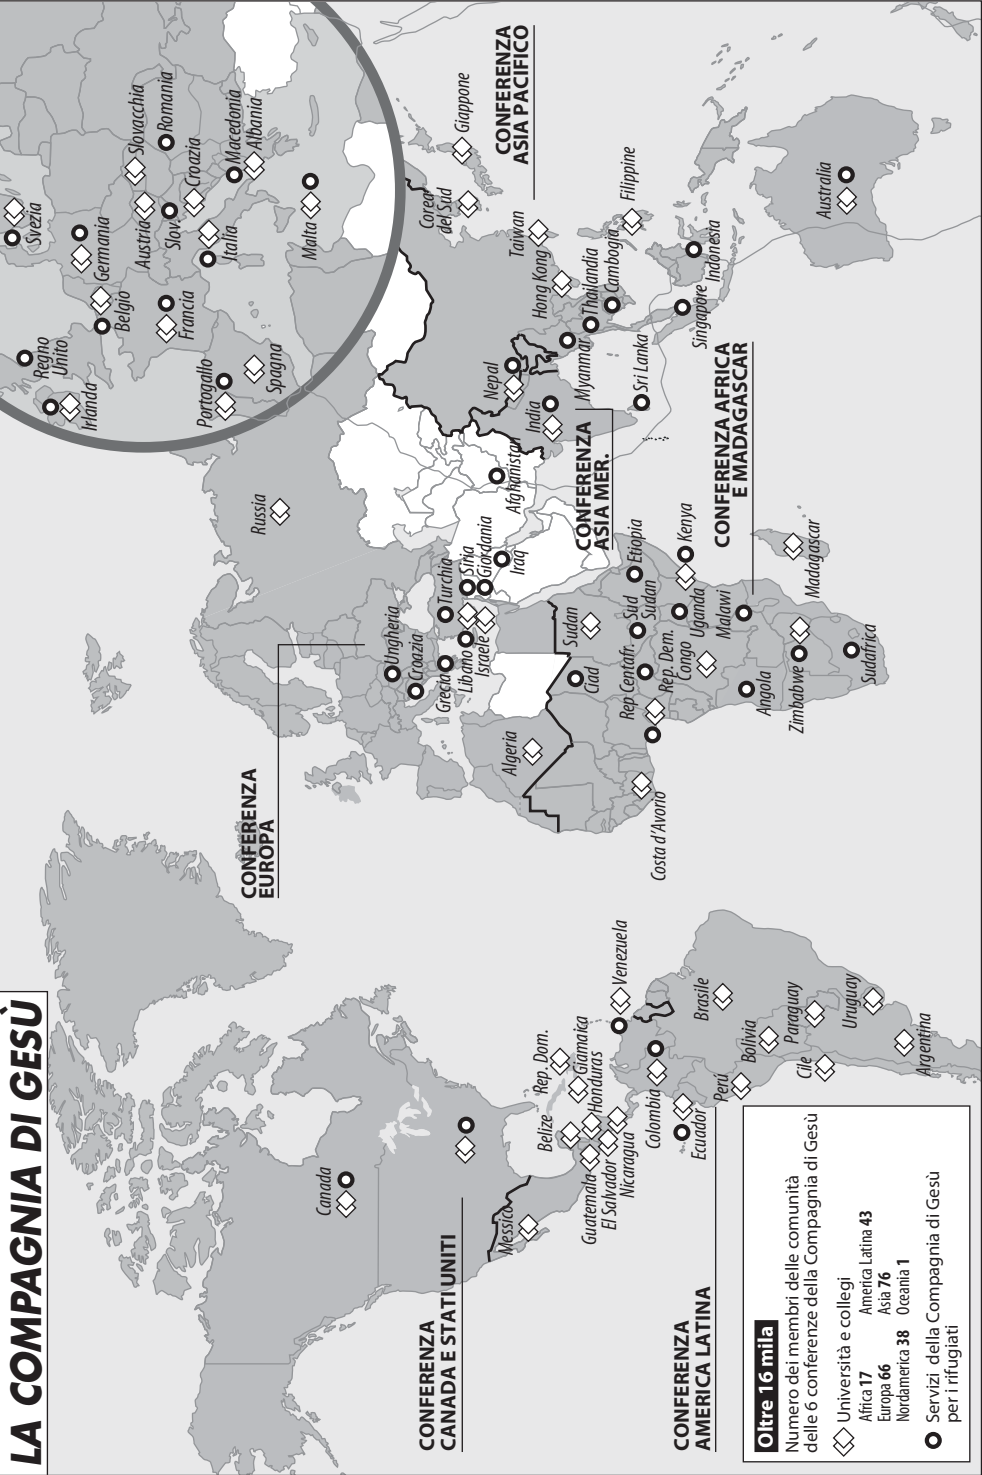 LA COMPAGNIA DI GESÙ
CONFERENZA
CANADA E STATI UNITI
Canada
CONFERENZA
AMERICA LATINA
Messico
Guatemala
El Salvador
Nicaragua
Belize
Honduras
Giamaica
Rep. Dom.
Venezuela
Colombia
Ecuador
Perú
Brasile
Bolivia
Paraguay
Cile
Uruguay
Argentina
CONFERENZA
EUROPA
Russia
Ungheria
Croazia
Grecia
Turchia
Libano
Israele
Siria
Giordania
Iraq
Afghanistan
Algeria
Irlanda
Regno
Unito
Svezia
Belgio
Germania
Francia
Austria
Slov.
Slovacchia
Romania
Croazia
Macedonia
Albania
Italia
Malta
Portogallo
Spagna
CONFERENZA AFRICA
E MADAGASCAR
Ciad
Sudan
Rep. Centafr.
Sud
Sudan
Etiopia
Kenya
Uganda
Rep. Dem.
Congo
Malawi
Angola
Zimbabwe
Sudafrica
Madagascar
Costa d'Avorio
CONFERENZA
ASIA MER.
India
Nepal
Sri Lanka
CONFERENZA
ASIA PACIFICO
Corea
del Sud
Giappone
Taiwan
Hong Kong
Filippine
Thailandia
Cambogia
Myanmar
Singapore
Indonesia
Australia
Oltre 16 mila
Numero dei membri delle comunità
delle 6 conferenze della Compagnia di Gesù
Università e collegi
Africa 17 America Latina 43
Europa 66 Asia 76
Nordamerica 38 Oceania 1
Servizi della Compagnia di Gesù
per i rifugiati